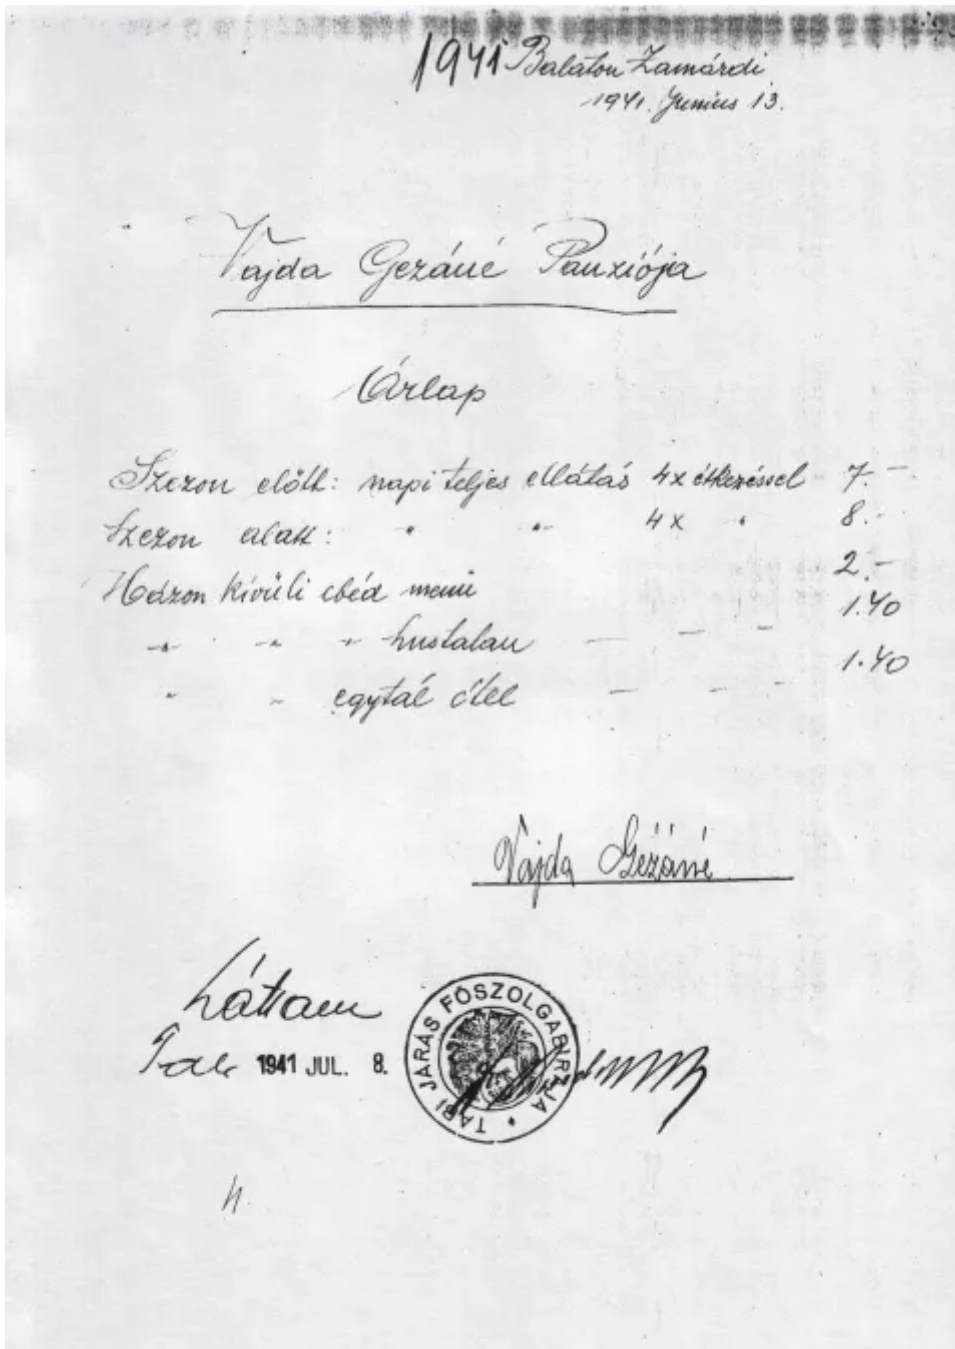 1941 Balaton Zamárdi
1941. Junius 13.
Vajda Gezáné Panziója
Árlap
Szezon előtt: napi teljes ellátás 4x étkezéssel 7.-
Szezon alatt: " " 4x " 8.-
Házon kívüli ebéd menü 2.-
" " " hustalan - - - 1.40
" " egytál étel - - - 1.40
Vajda Gézáné
Láttam
Tab 1941 JUL. 8.
TABI JÁRÁS FŐSZOLGABIRÁJA